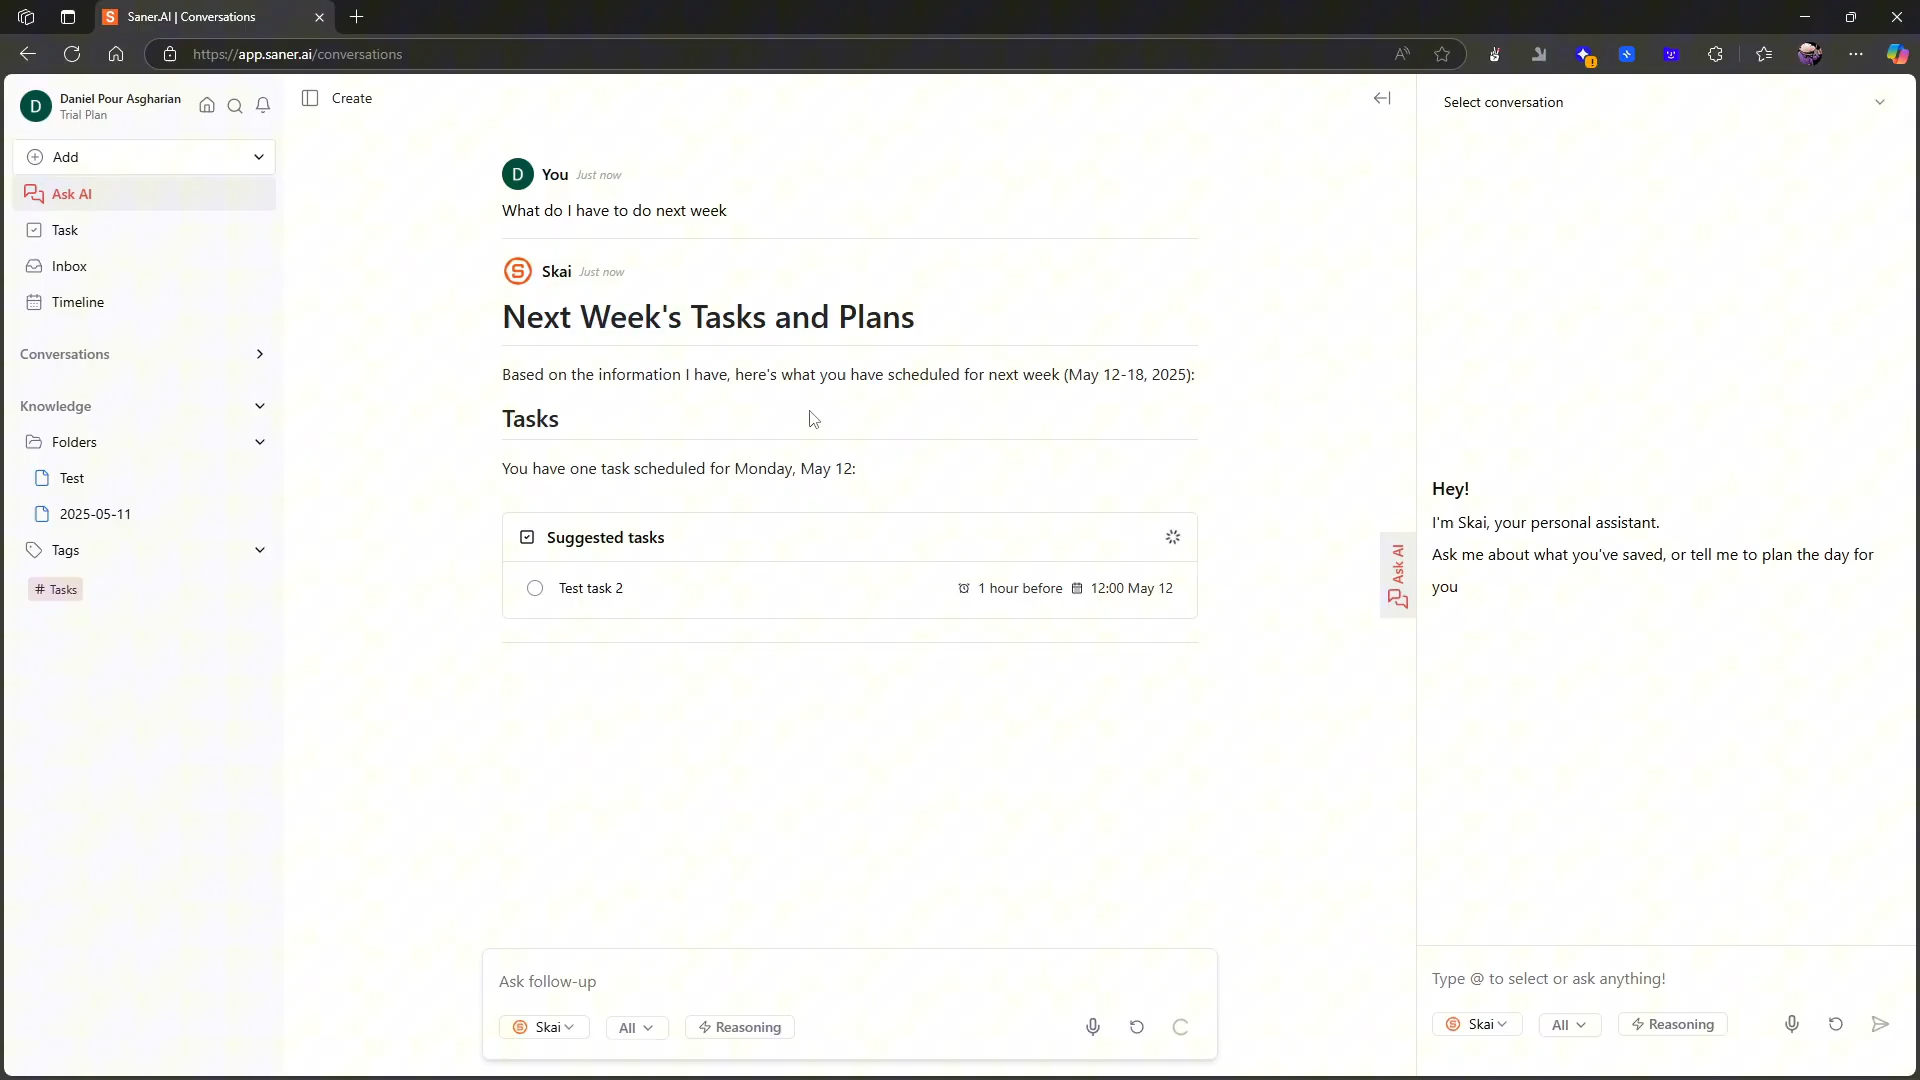 Saner.AI | Conversations
https://app.saner.ai/conversations
D
Daniel Pour Asgharian
Trial Plan
Add
Ask AI
Task
Inbox
Timeline
Conversations
Knowledge
Folders
Test
2025-05-11
Tags
# Tasks
Create
D You Just now
What do I have to do next week
Skai Just now
Next Week's Tasks and Plans
Based on the information I have, here's what you have scheduled for next week (May 12-18, 2025):
Tasks
You have one task scheduled for Monday, May 12:
Suggested tasks
Test task 2 1 hour before 12:00 May 12
Ask follow-up
Skai All Reasoning
Ask AI
Select conversation
Hey!
I'm Skai, your personal assistant.
Ask me about what you've saved, or tell me to plan the day for
you
Type @ to select or ask anything!
Skai All Reasoning